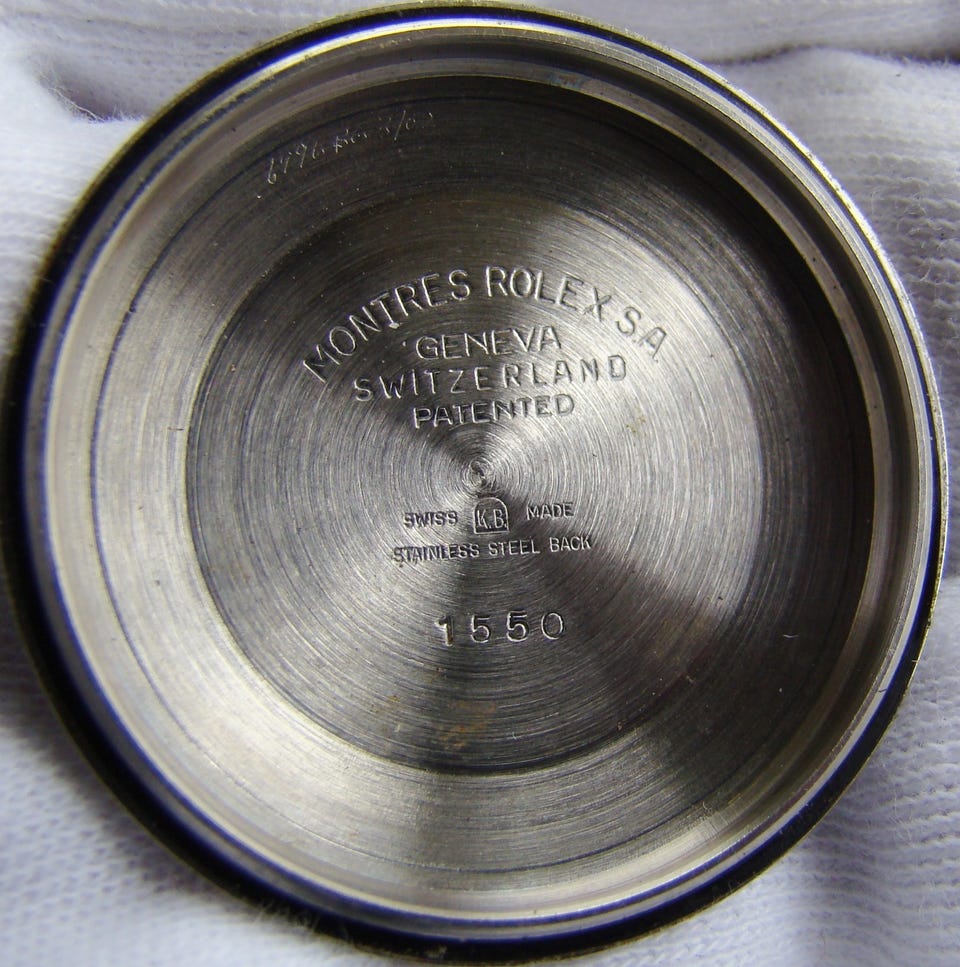 MONTRES ROLEX S.A.
GENEVA
SWITZERLAND
PATENTED
SWISS K.B MADE
STAINLESS STEEL BACK
1550